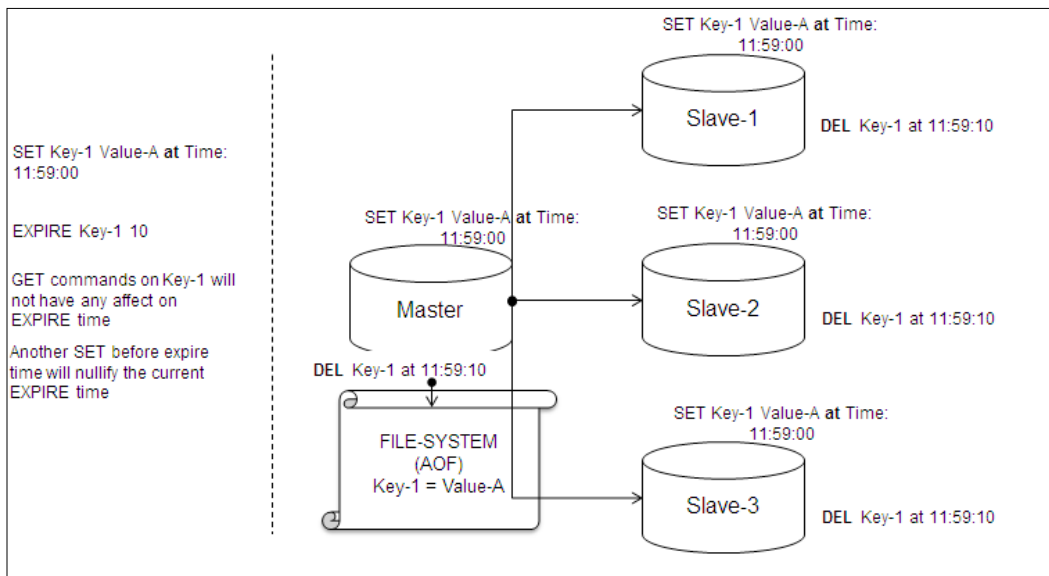 SET Key-1 Value-A at Time:
11:59:00
EXPIRE Key-1 10
GET commands on Key-1 will
not have any affect on
EXPIRE time
Another SET before expire
time will nullify the current
EXPIRE time
SET Key-1 Value-A at Time:
11:59:00
Master
DEL Key-1 at 11:59:10
FILE-SYSTEM
(AOF)
Key-1 = Value-A
SET Key-1 Value-A at Time:
11:59:00
Slave-1
DEL Key-1 at 11:59:10
SET Key-1 Value-A at Time:
11:59:00
Slave-2
DEL Key-1 at 11:59:10
SET Key-1 Value-A at Time:
11:59:00
Slave-3
DEL Key-1 at 11:59:10